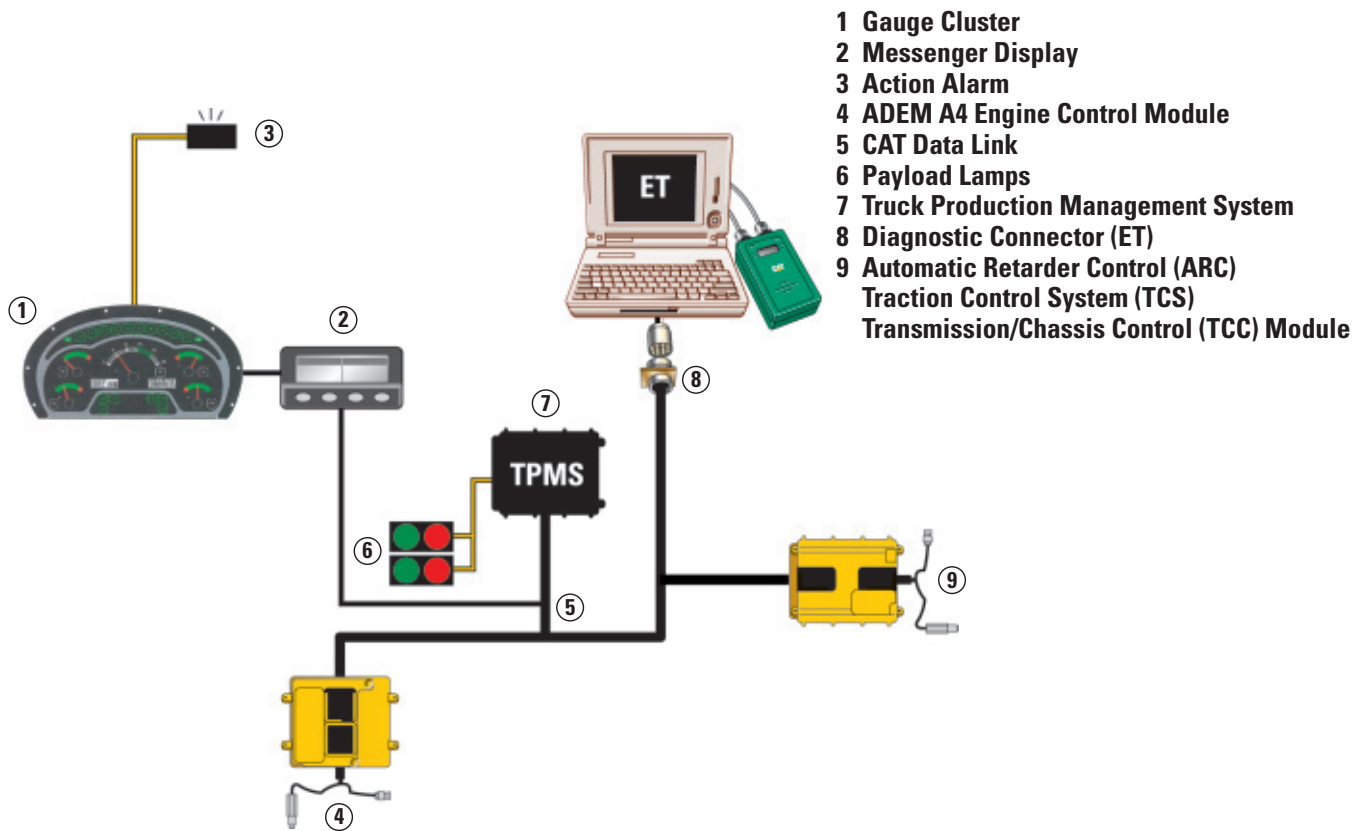 1 Gauge Cluster
2 Messenger Display
3 Action Alarm
4 ADEM A4 Engine Control Module
5 CAT Data Link
6 Payload Lamps
7 Truck Production Management System
8 Diagnostic Connector (ET)
9 Automatic Retarder Control (ARC)
Traction Control System (TCS)
Transmission/Chassis Control (TCC) Module
3
ET
CAT
1
2
8
7
TPMS
6
5
9
4